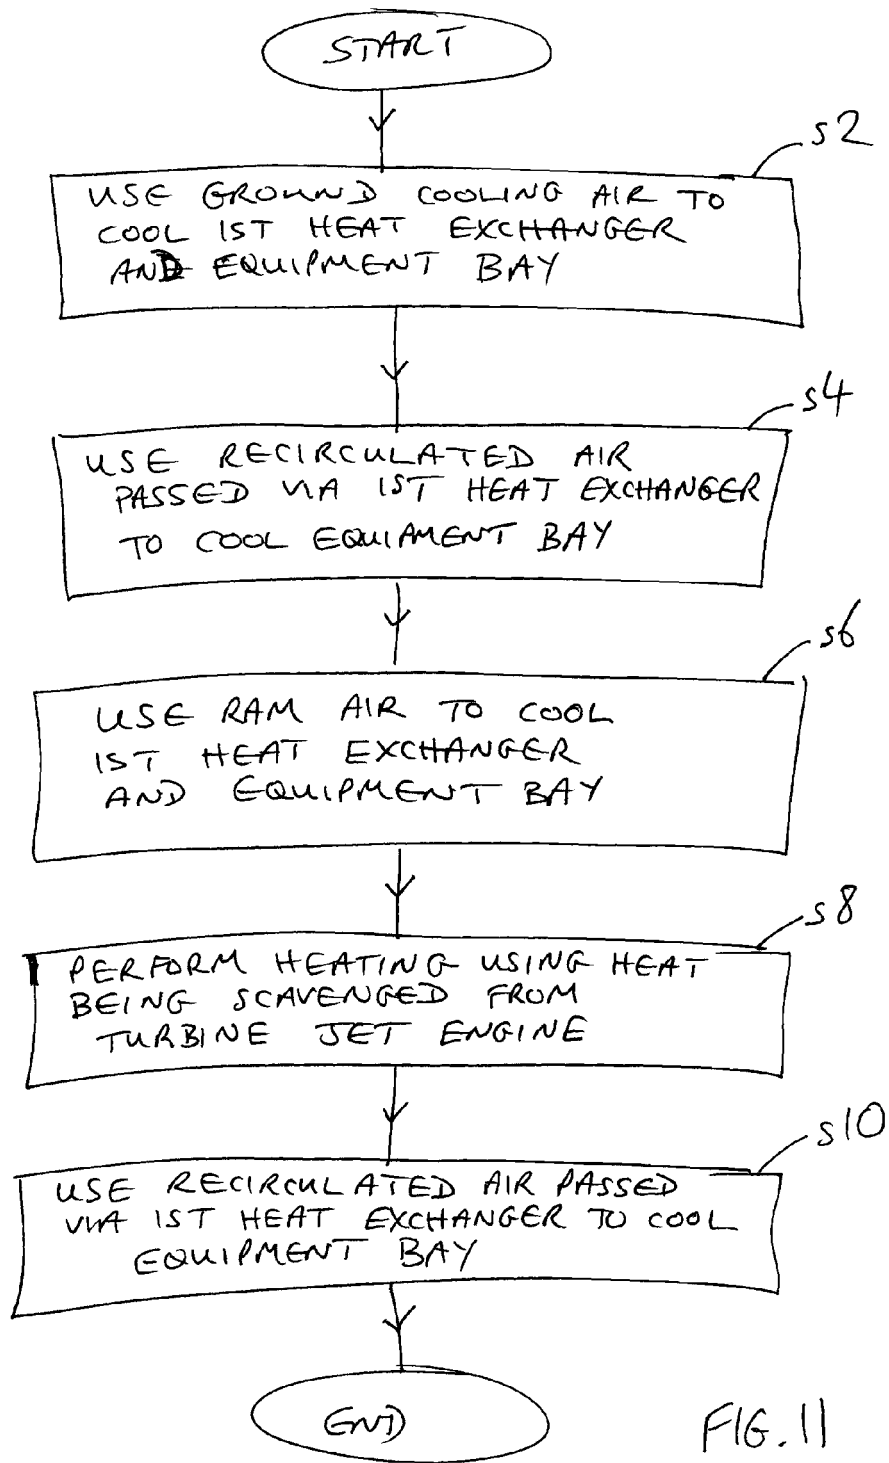 START
s2
USE GROUND COOLING AIR TO
COOL 1ST HEAT EXCHANGER
AND EQUIPMENT BAY
s4
USE RECIRCULATED AIR
PASSED VIA 1ST HEAT EXCHANGER
TO COOL EQUIAMENT BAY
s6
USE RAM AIR TO COOL
1ST HEAT EXCHANGER
AND EQUIPMENT BAY
s8
PERFORM HEATING USING HEAT
BEING SCAVENGED FROM
TURBINE JET ENGINE
s10
USE RECIRCULATED AIR PASSED
VIA 1ST HEAT EXCHANGER TO COOL
EQUIPMENT BAY
END
FIG. 11